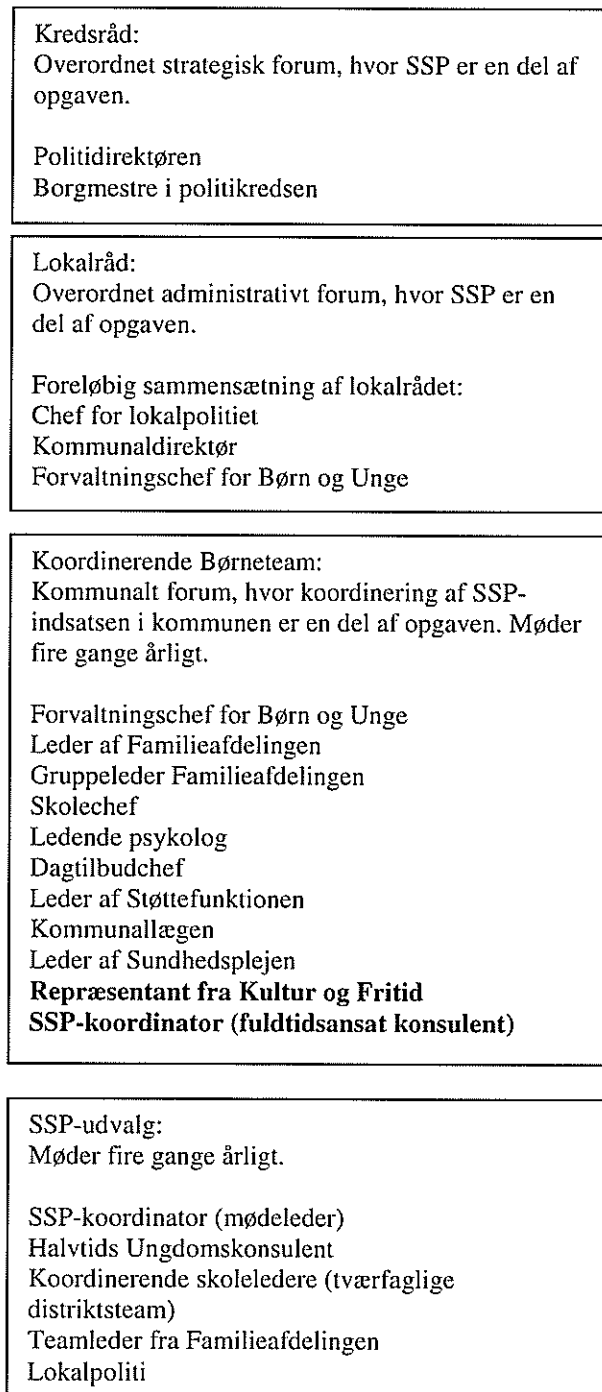 Kredsråd:
Overordnet strategisk forum, hvor SSP er en del af
opgaven.
Politidirektøren
Borgmestre i politikredsen
Lokalråd:
Overordnet administrativt forum, hvor SSP er en
del af opgaven.
Foreløbig sammensætning af lokalrådet:
Chef for lokalpolitiet
Kommunaldirektør
Forvaltningschef for Børn og Unge
Koordinerende Børneteam:
Kommunalt forum, hvor koordinering af SSP-
indsatsen i kommunen er en del af opgaven. Møder
fire gange årligt.
Forvaltningschef for Børn og Unge
Leder af Familieafdelingen
Gruppeleder Familieafdelingen
Skolechef
Ledende psykolog
Dagtilbudchef
Leder af Støttefunktionen
Kommunallægen
Leder af Sundhedsplejen
Repræsentant fra Kultur og Fritid
SSP-koordinator (fuldtidsansat konsulent)
SSP-udvalg:
Møder fire gange årligt.
SSP-koordinator (mødeleder)
Halvtids Ungdomskonsulent
Koordinerende skoleledere (tværfaglige
distriktsteam)
Teamleder fra Familieafdelingen
Lokalpoliti